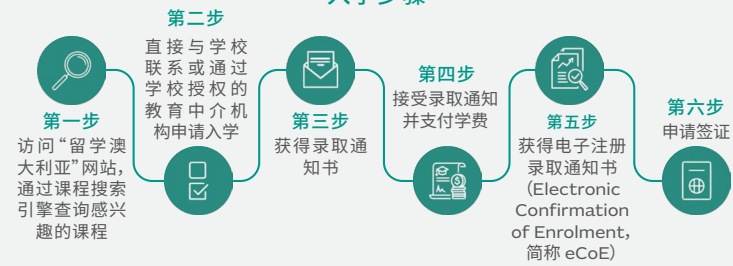 第一步
访问“留学澳
大利亚”网站，
通过课程搜索
引擎查询感兴
趣的课程
第二步
直接与学校
联系或通过
学校授权的
教育中介机
构申请入学
第三步
获得录取通
知书
第四步
接受录取通知
并支付学费
第五步
获得电子注册
录取通知书
（Electronic
Confirmation
of Enrolment，
简称 eCoE）
第六步
申请签证